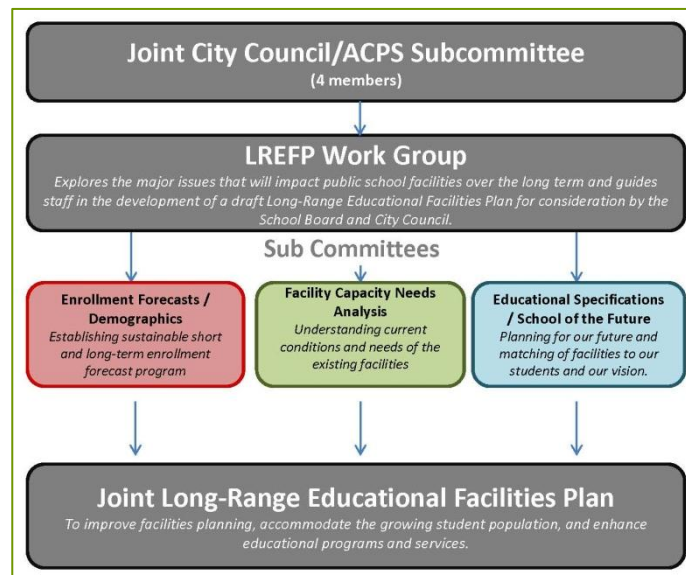 Joint City Council/ACPS Subcommittee
(4 members)
LREFP Work Group
Explores the major issues that will impact public school facilities over the long term and guides
staff in the development of a draft Long-Range Educational Facilities Plan for consideration by the
School Board and City Council.
Sub Committees
Enrollment Forecasts /
Demographics
Establishing sustainable short
and long-term enrollment
forecast program
Facility Capacity Needs
Analysis
Understanding current
conditions and needs of the
existing facilities
Educational Specifications
/ School of the Future
Planning for our future and
matching of facilities to our
students and our vision.
Joint Long-Range Educational Facilities Plan
To improve facilities planning, accommodate the growing student population, and enhance
educational programs and services.